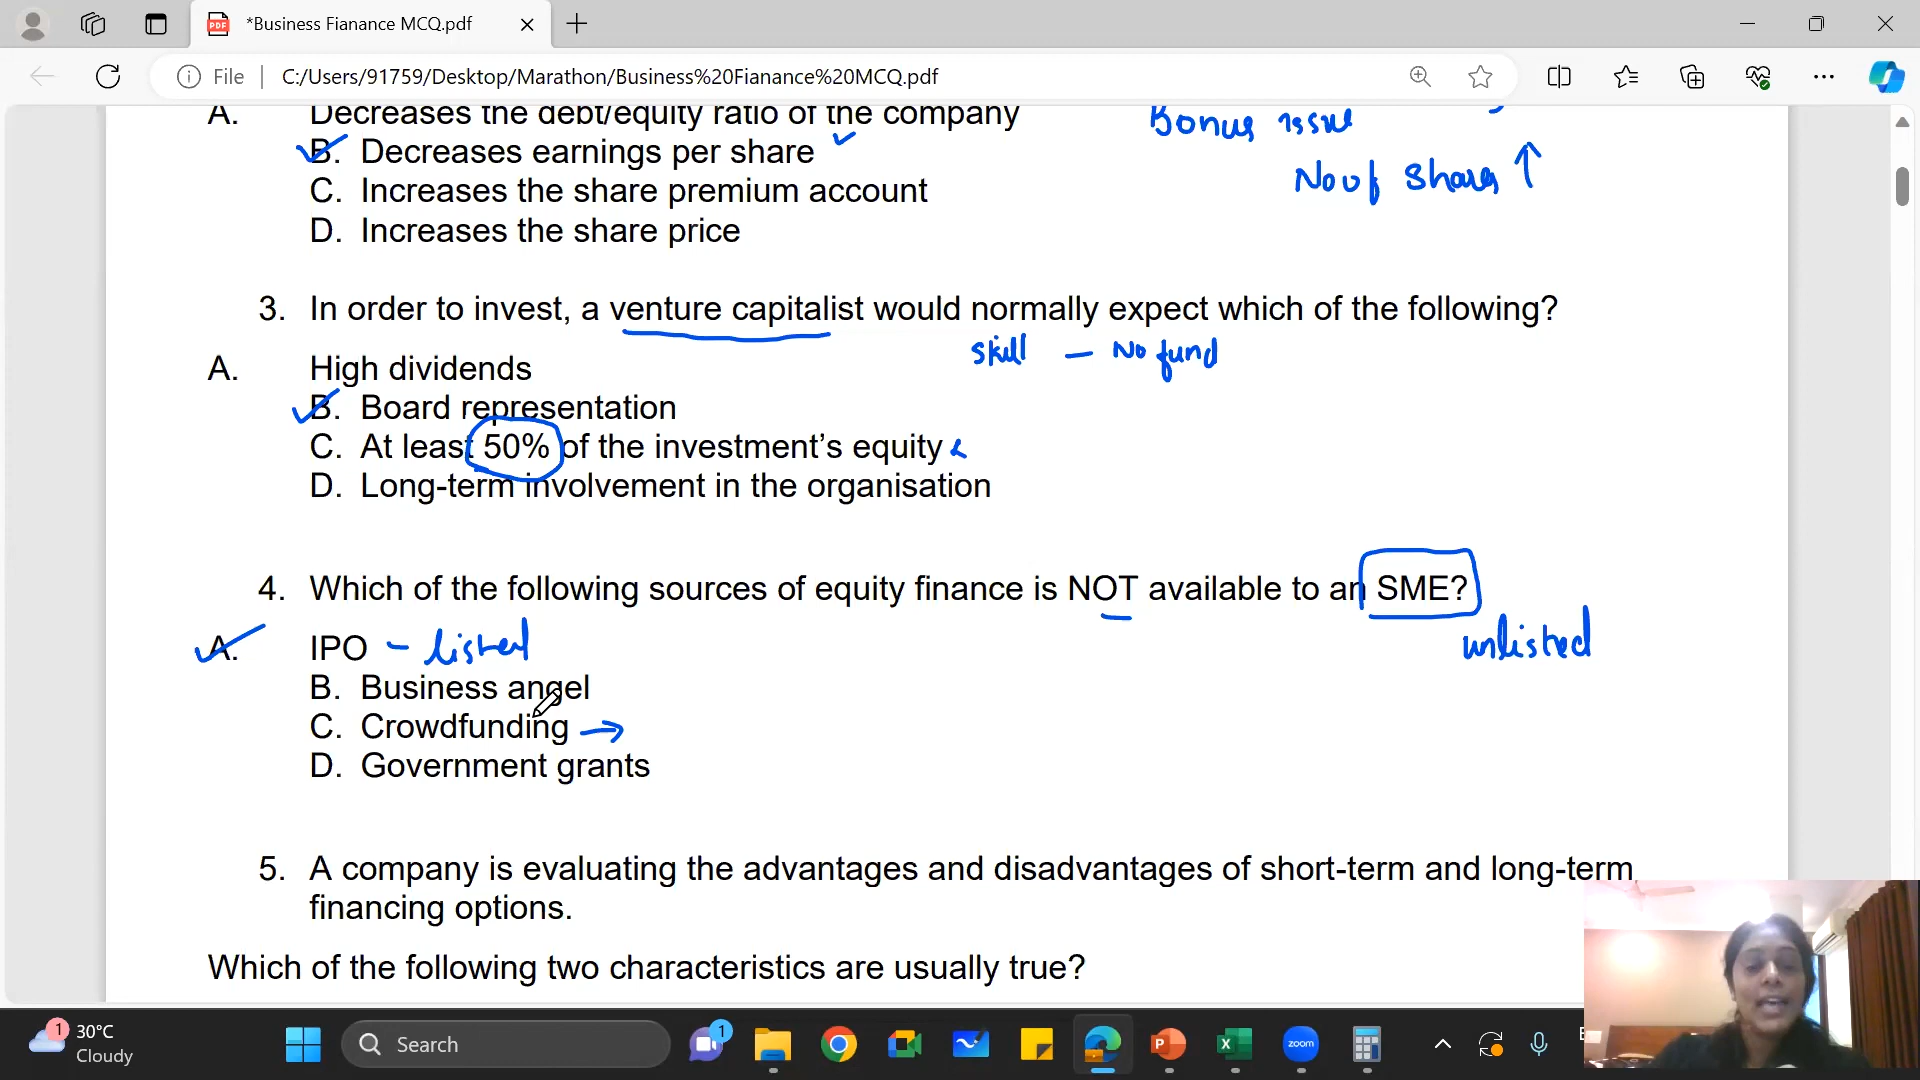 *Business Fianance MCQ.pdf
File C:/Users/91759/Desktop/Marathon/Business%20Fianance%20MCQ.pdf
A. Decreases the debt/equity ratio of the company
Bonus issue
B. Decreases earnings per share
No of Shares ↑
C. Increases the share premium account
D. Increases the share price
3. In order to invest, a venture capitalist would normally expect which of the following?
Skill — No fund
A. High dividends
B. Board representation
C. At least 50% of the investment’s equity
D. Long-term involvement in the organisation
4. Which of the following sources of equity finance is NOT available to an SME?
unlisted
A. IPO - listed
B. Business angel
C. Crowdfunding →
D. Government grants
5. A company is evaluating the advantages and disadvantages of short-term and long-term
financing options.
Which of the following two characteristics are usually true?
1 30°C
Cloudy
Search
1
zoom